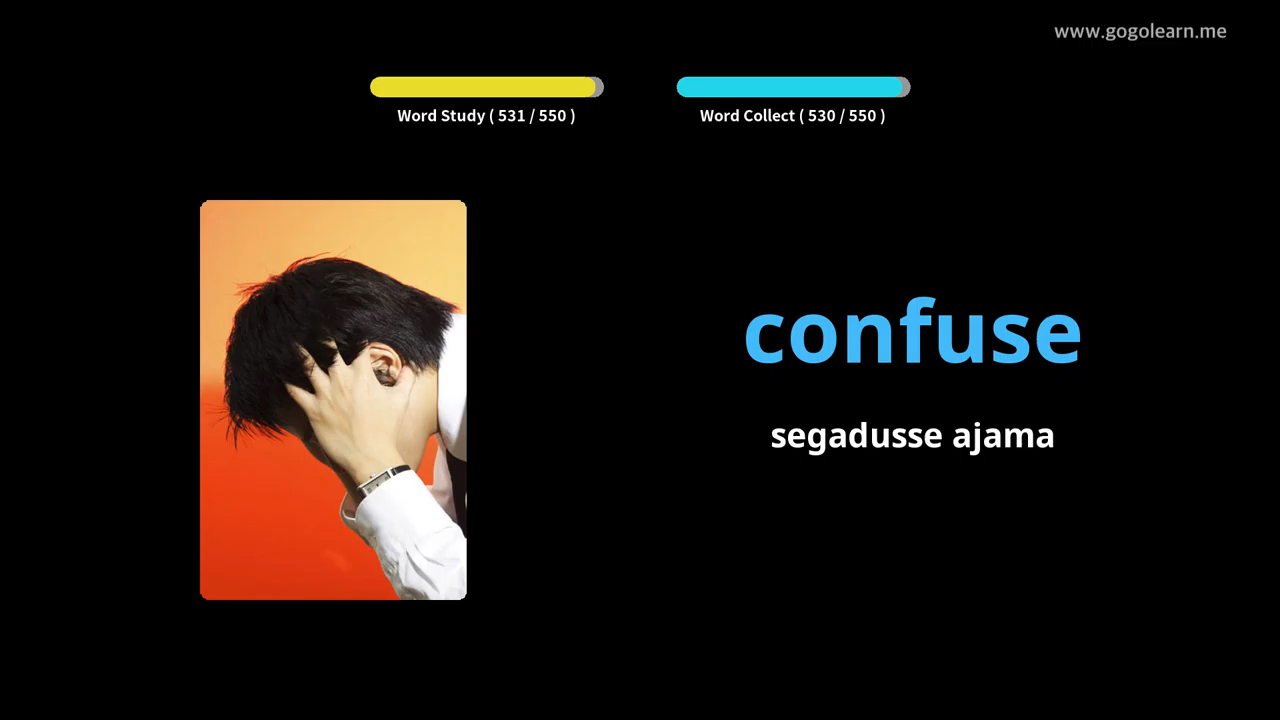 www.gogolearn.me
Word Study ( 531 / 550 )
Word Collect ( 530 / 550 )
confuse
segadusse ajama